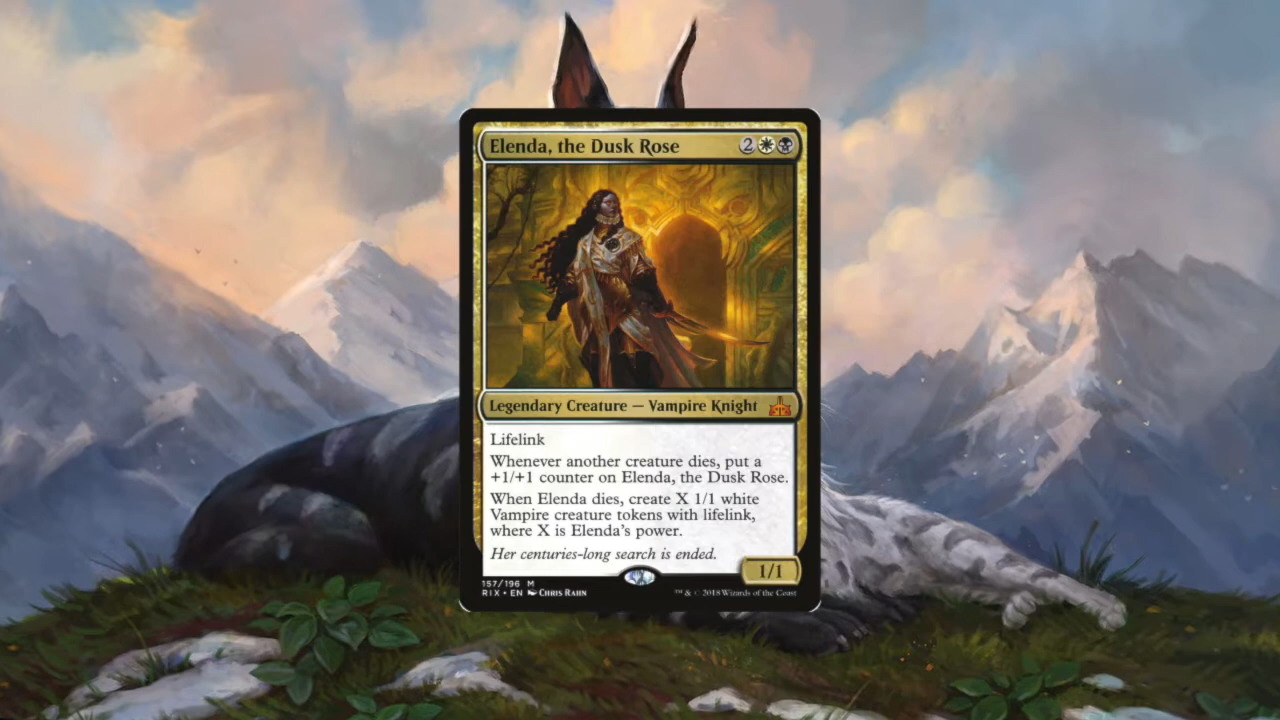 Elenda, the Dusk Rose 2
Legendary Creature — Vampire Knight
Lifelink
Whenever another creature dies, put a
+1/+1 counter on Elenda, the Dusk Rose.
When Elenda dies, create X 1/1 white
Vampire creature tokens with lifelink,
where X is Elenda's power.
Her centuries-long search is ended.
1/1
157/196 M
RIX • EN Chris Rahn
™ & © 2018 Wizards of the Coast